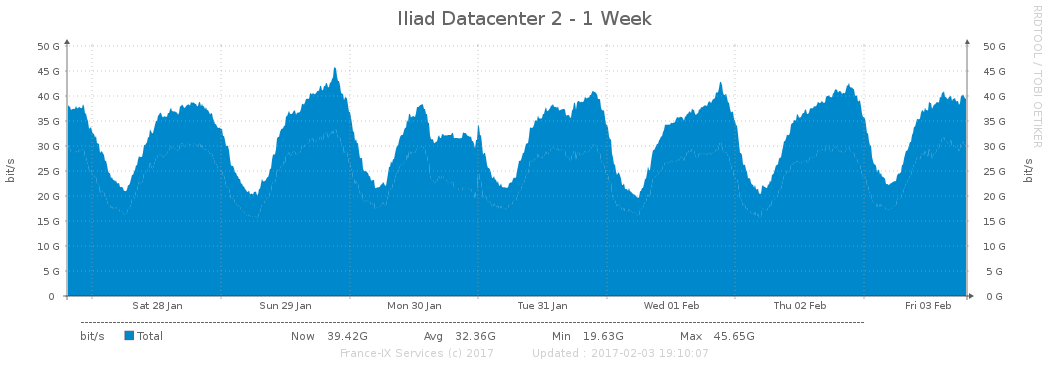 Iliad Datacenter 2 - 1 Week
RRDTOOL / TOBI OETIKER
50 G 50 G
45 G 45 G
40 G 40 G
35 G 35 G
30 G 30 G
25 G 25 G
20 G 20 G
15 G 15 G
10 G 10 G
5 G 5 G
0 0 G
bit/s bit/s
Sat 28 Jan Sun 29 Jan Mon 30 Jan Tue 31 Jan Wed 01 Feb Thu 02 Feb Fri 03 Feb
bit/s Total Now 39.42G Avg 32.36G Min 19.63G Max 45.65G
France-IX Services (c) 2017 Updated : 2017-02-03 19:10:07